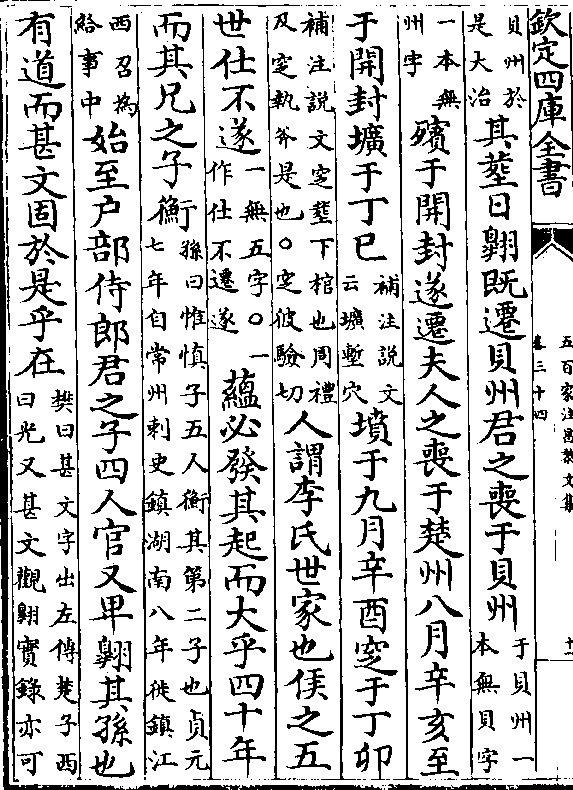 欽定四庫全書
五百家注昌黎文集
卷三十四
十一
貝州於是大治其塟曰翺既遷貝州君之喪于貝州于貝州一本無貝字
一本無州字殯于開封遂遷夫人之喪于楚州八月辛亥至
于開封壙于丁巳補注說文云壙塹穴墳于九月辛酉窆于丁卯
補注說文窆塟下棺也周禮及窆執斧是也○窆彼驗切人謂李氏世家也侯之五
世仕不遂一無五字○一作仕不遷遂蘊必發其起而大乎四十年
而其兄之子衡孫曰惟慎子五人衡其第二子也貞元七年自常州刺史鎮湖南八年徙鎮江
西召為給事中始至户部侍郎君之子四人官又卑翺其孫也
有道而甚文固於是乎在樊曰甚文字出左傳楚子西曰光又甚文觀翺實錄亦可